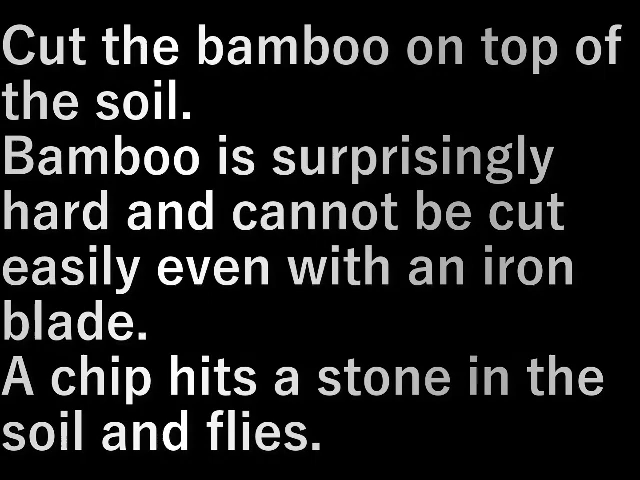 Cut the bamboo on top of
the soil.
Bamboo is surprisingly
hard and cannot be cut
easily even with an iron
blade.
A chip hits a stone in the
soil and flies.